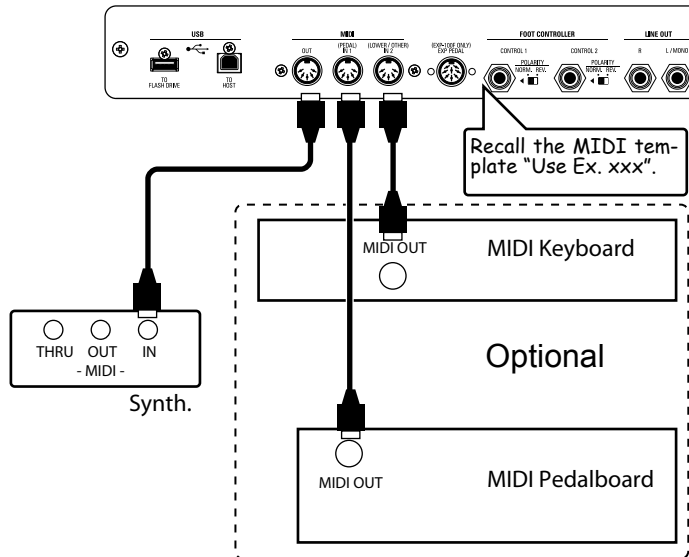 USB
MIDI
FOOT CONTROLLER
LINE OUT
OUT
(PEDAL)
IN 1
(LOWER / OTHER)
IN 2
(EXP-100F ONLY)
EXP PEDAL
CONTROL 1
CONTROL 2
R
L / MONO
POLARITY
NORM. REV.
POLARITY
NORM. REV.
TO
FLASH DRIVE
TO
HOST
Recall the MIDI tem-
plate “Use Ex. xxx”.
MIDI OUT
MIDI Keyboard
THRU OUT IN
- MIDI -
Synth.
Optional
MIDI OUT
MIDI Pedalboard